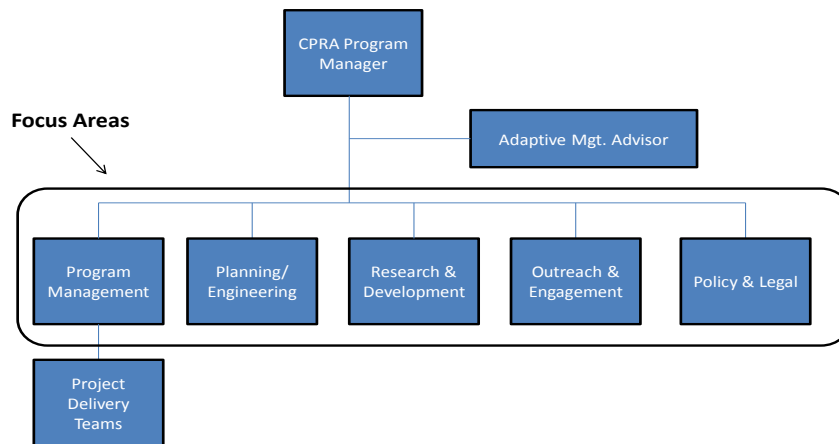 CPRA Program
Manager
Focus Areas
Adaptive Mgt. Advisor
Program
Management
Planning/
Engineering
Research &
Development
Outreach &
Engagement
Policy & Legal
Project
Delivery
Teams